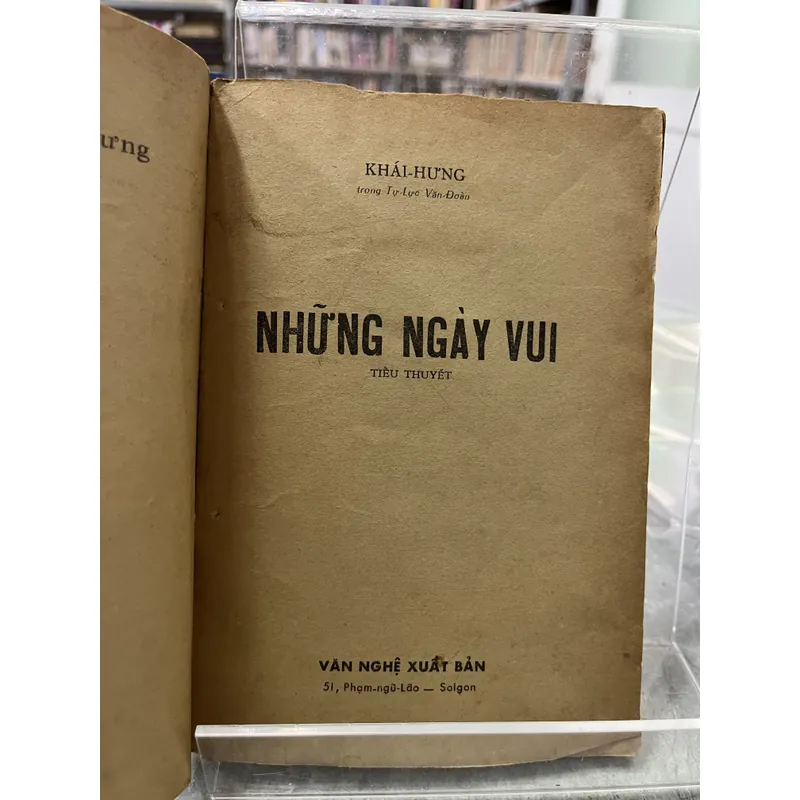 ưng
KHÁI-HƯNG
trong Tự-Lực Văn-Đoàn
NHỮNG NGÀY VUI
TIỂU THUYẾT
VĂN NGHỆ XUẤT BẢN
51, Phạm-ngũ-Lão — Saigon